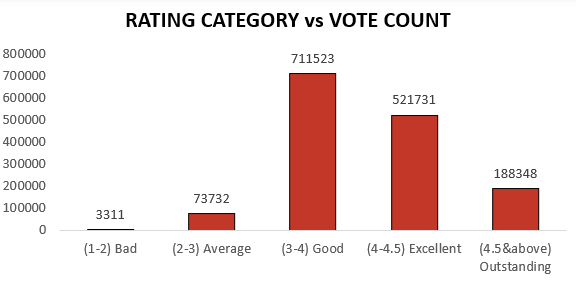 RATING CATEGORY vs VOTE COUNT
800000
700000
600000
500000
400000
300000
200000
100000
0
3311
73732
711523
521731
188348
(1-2) Bad
(2-3) Average
(3-4) Good
(4-4.5) Excellent
(4.5&above)
Outstanding